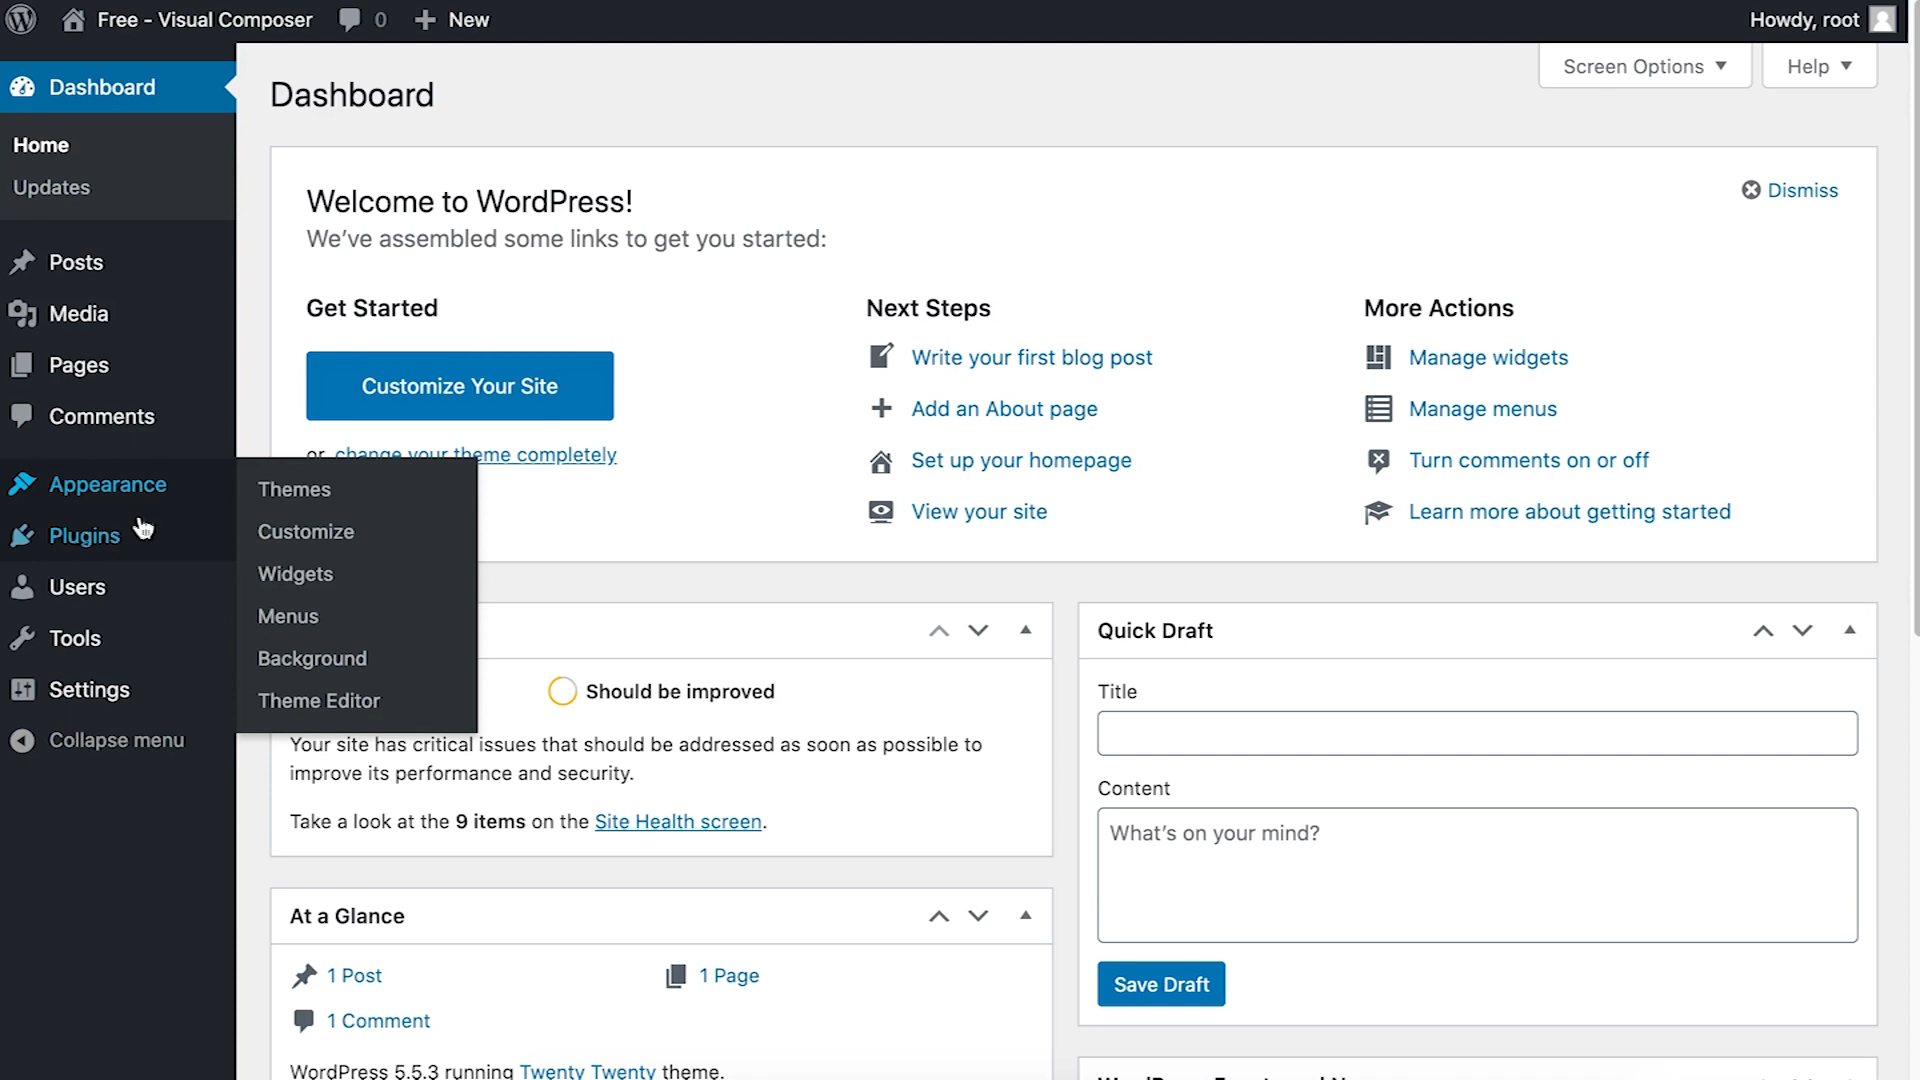 Free - Visual Composer 0 New Howdy, root
Dashboard
Home
Updates
Posts
Media
Pages
Comments
Appearance
Plugins
Users
Tools
Settings
Collapse menu
Themes
Customize
Widgets
Menus
Background
Theme Editor
Screen Options ▼ Help ▼
Dashboard
Welcome to WordPress!
We've assembled some links to get you started:
Dismiss
Get Started
Customize Your Site
or change your theme completely
Next Steps
Write your first blog post
Add an About page
Set up your homepage
View your site
More Actions
Manage widgets
Manage menus
Turn comments on or off
Learn more about getting started
Should be improved
Your site has critical issues that should be addressed as soon as possible to
improve its performance and security.
Take a look at the 9 items on the Site Health screen.
At a Glance
1 Post 1 Page
1 Comment
WordPress 5.5.3 running Twenty Twenty theme.
Quick Draft
Title
Content
What's on your mind?
Save Draft